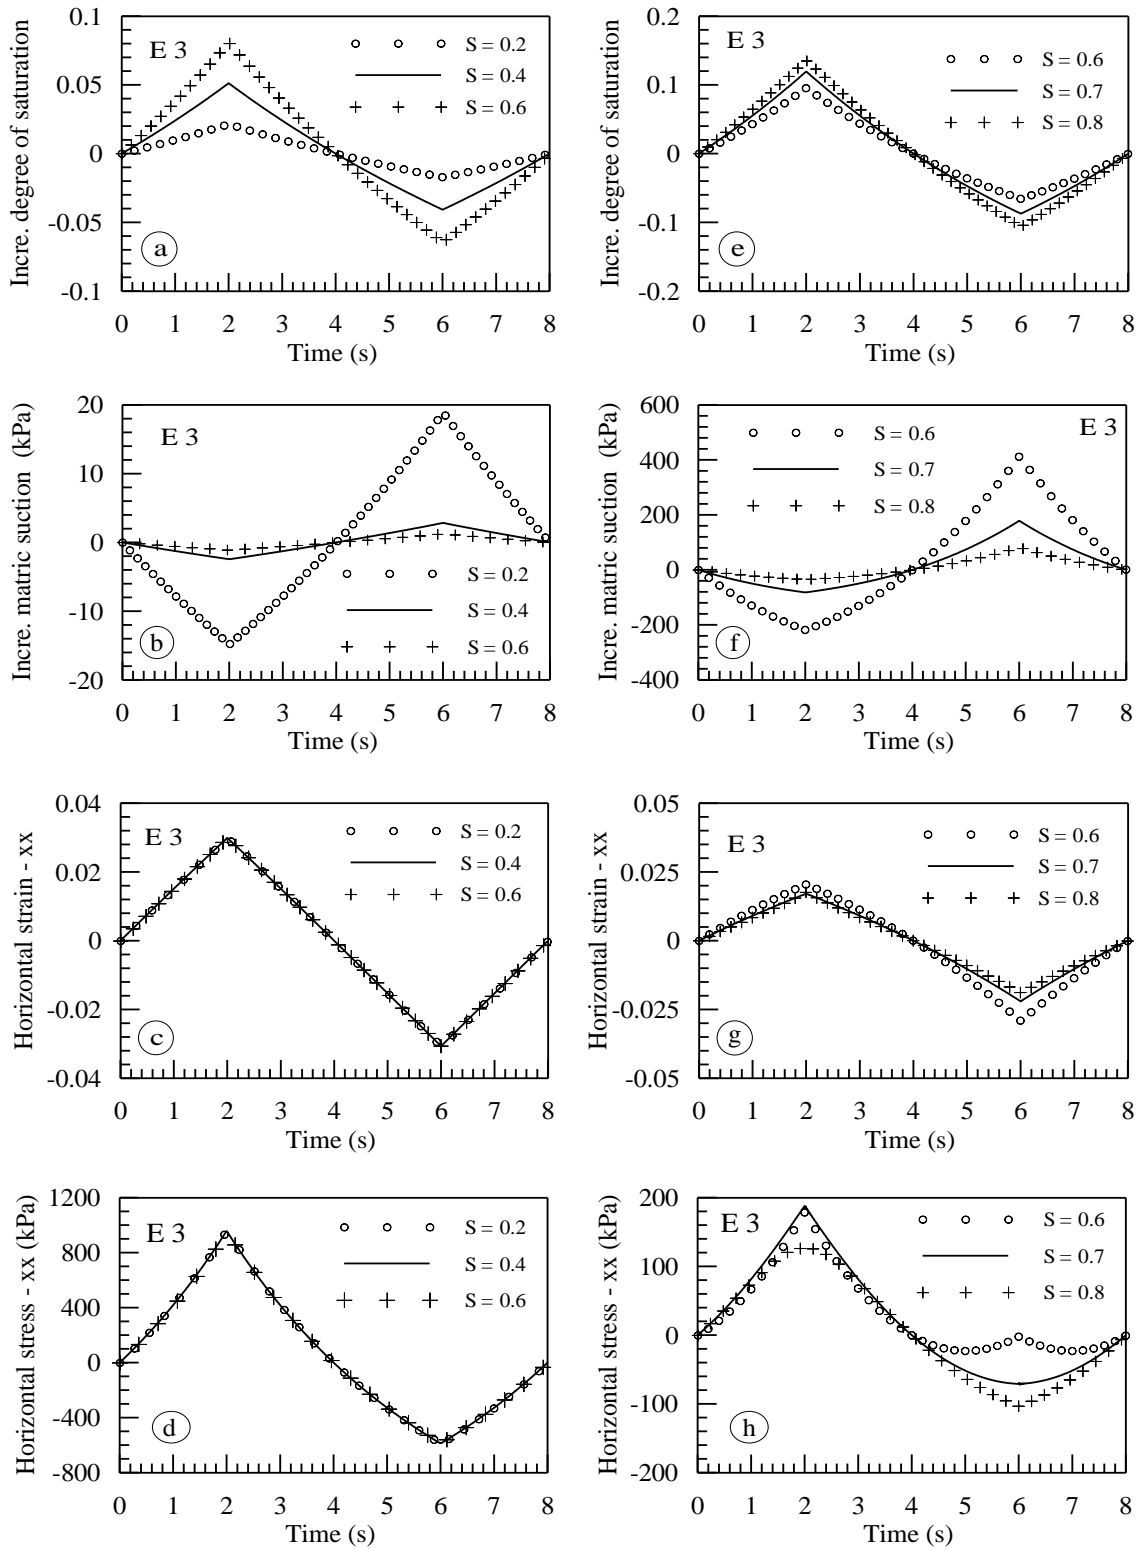 Incre. degree of saturation
0.1
0.05
0
-0.05
-0.1
E 3
S = 0.2
S = 0.4
S = 0.6
a
0 1 2 3 4 5 6 7 8
Time (s)
Incre. degree of saturation
0.2
0.1
0
-0.1
-0.2
E 3
S = 0.6
S = 0.7
S = 0.8
e
0 1 2 3 4 5 6 7 8
Time (s)
Incre. matric suction (kPa)
20
10
0
-10
-20
E 3
S = 0.2
S = 0.4
S = 0.6
b
0 1 2 3 4 5 6 7 8
Time (s)
Incre. matric suction (kPa)
600
400
200
0
-200
-400
E 3
S = 0.6
S = 0.7
S = 0.8
f
0 1 2 3 4 5 6 7 8
Time (s)
Horizontal strain - xx
0.04
0.02
0
-0.02
-0.04
E 3
S = 0.2
S = 0.4
S = 0.6
c
0 1 2 3 4 5 6 7 8
Time (s)
Horizontal strain - xx
0.05
0.025
0
-0.025
-0.05
E 3
S = 0.6
S = 0.7
S = 0.8
g
0 1 2 3 4 5 6 7 8
Time (s)
Horizontal stress - xx (kPa)
1200
800
400
0
-400
-800
E 3
S = 0.2
S = 0.4
S = 0.6
d
0 1 2 3 4 5 6 7 8
Time (s)
Horizontal stress - xx (kPa)
200
100
0
-100
-200
E 3
S = 0.6
S = 0.7
S = 0.8
h
0 1 2 3 4 5 6 7 8
Time (s)